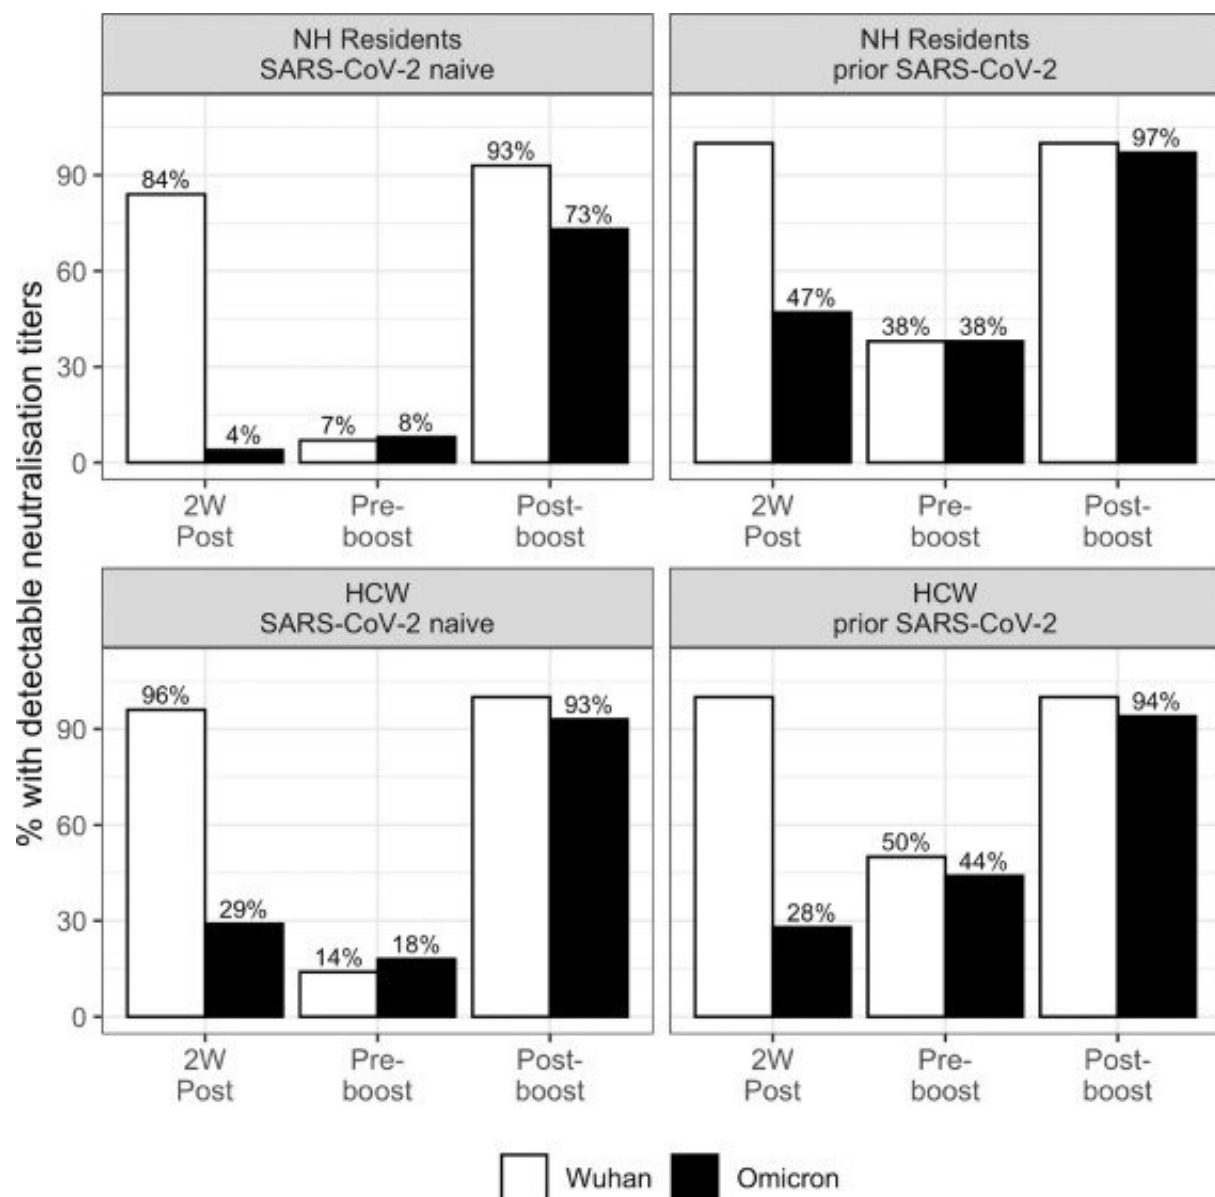 NH Residents
SARS-CoV-2 naive
NH Residents
prior SARS-CoV-2
% with detectable neutralisation titers
90
60
30
0
84%
4%
7%
8%
93%
73%
47%
38%
38%
97%
2W
Post
Pre-
boost
Post-
boost
2W
Post
Pre-
boost
Post-
boost
HCW
SARS-CoV-2 naive
HCW
prior SARS-CoV-2
90
60
30
0
96%
29%
14%
18%
93%
28%
50%
44%
94%
2W
Post
Pre-
boost
Post-
boost
2W
Post
Pre-
boost
Post-
boost
Wuhan
Omicron